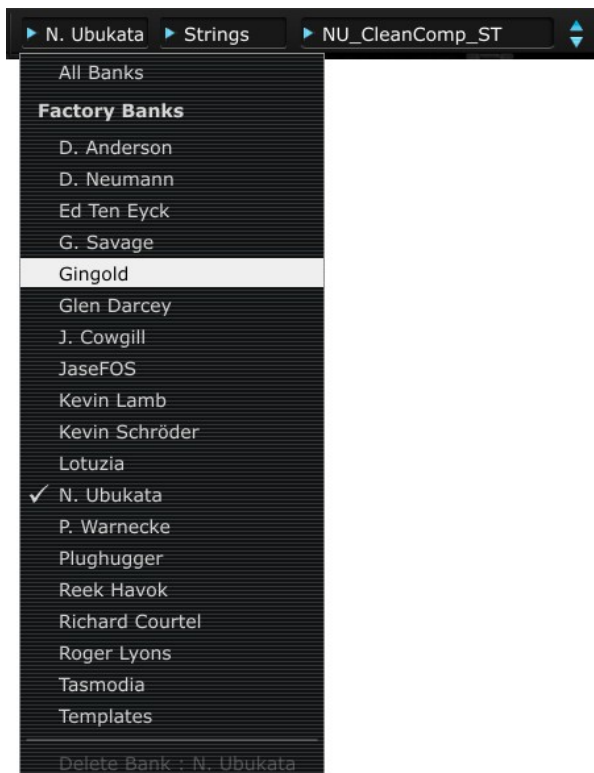 N. Ubukata Strings NU_CleanComp_ST
All Banks
Factory Banks
D. Anderson
D. Neumann
Ed Ten Eyck
G. Savage
Gingold
Glen Darcey
J. Cowgill
JaseFOS
Kevin Lamb
Kevin Schröder
Lotuzia
N. Ubukata
P. Warnecke
Plughugger
Reek Havok
Richard Courtel
Roger Lyons
Tasmodia
Templates
Delete Bank : N. Ubukata